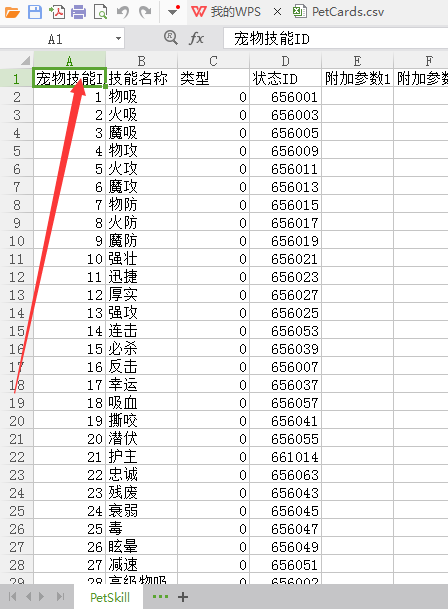 我的WPS PetCards.csv
A1 fx 宠物技能ID
A B C D E F
1 宠物技能I 技能名称 类型 状态ID 附加参数1 附加参数
2 1 物吸 0 656001
3 2 火吸 0 656003
4 3 魔吸 0 656005
5 4 物攻 0 656009
6 5 火攻 0 656011
7 6 魔攻 0 656013
8 7 物防 0 656015
9 8 火防 0 656017
10 9 魔防 0 656019
11 10 强壮 0 656021
12 11 迅捷 0 656023
13 12 厚实 0 656027
14 13 强攻 0 656025
15 14 连击 0 656053
16 15 必杀 0 656039
17 16 反击 0 656007
18 17 幸运 0 656037
19 18 吸血 0 656057
20 19 撕咬 0 656041
21 20 潜伏 0 656055
22 21 护主 0 661014
23 22 忠诚 0 656063
24 23 残废 0 656043
25 24 衰弱 0 656045
26 25 毒 0 656047
27 26 眩晕 0 656049
28 27 减速 0 656051
29 28 高级物吸 0 656002
PetSkill